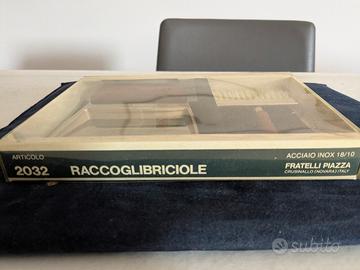 ARTICOLO
2032 RACCOGLIBRICIOLE
ACCIAIO INOX 18/10
FRATELLI PIAZZA
CRUSINALLO (NOVARA) ITALY
subito